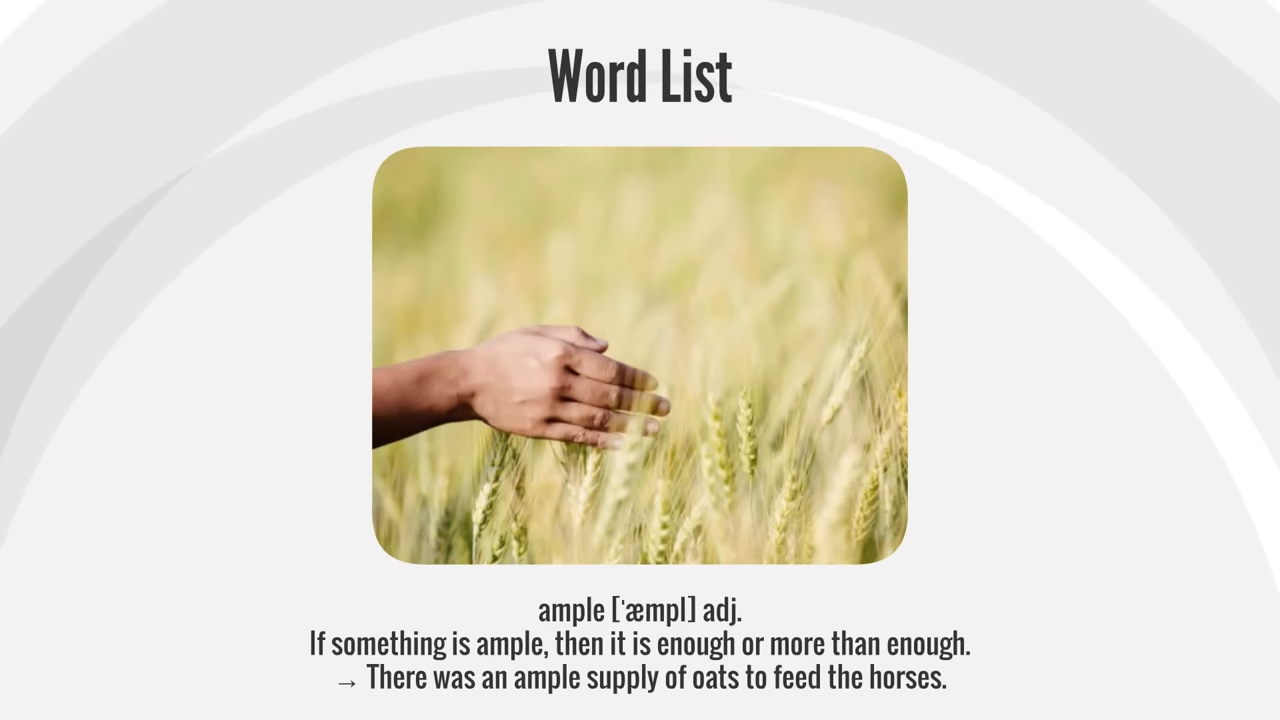 Word List
ample [ˈæmpl] adj.
If something is ample, then it is enough or more than enough.
→ There was an ample supply of oats to feed the horses.